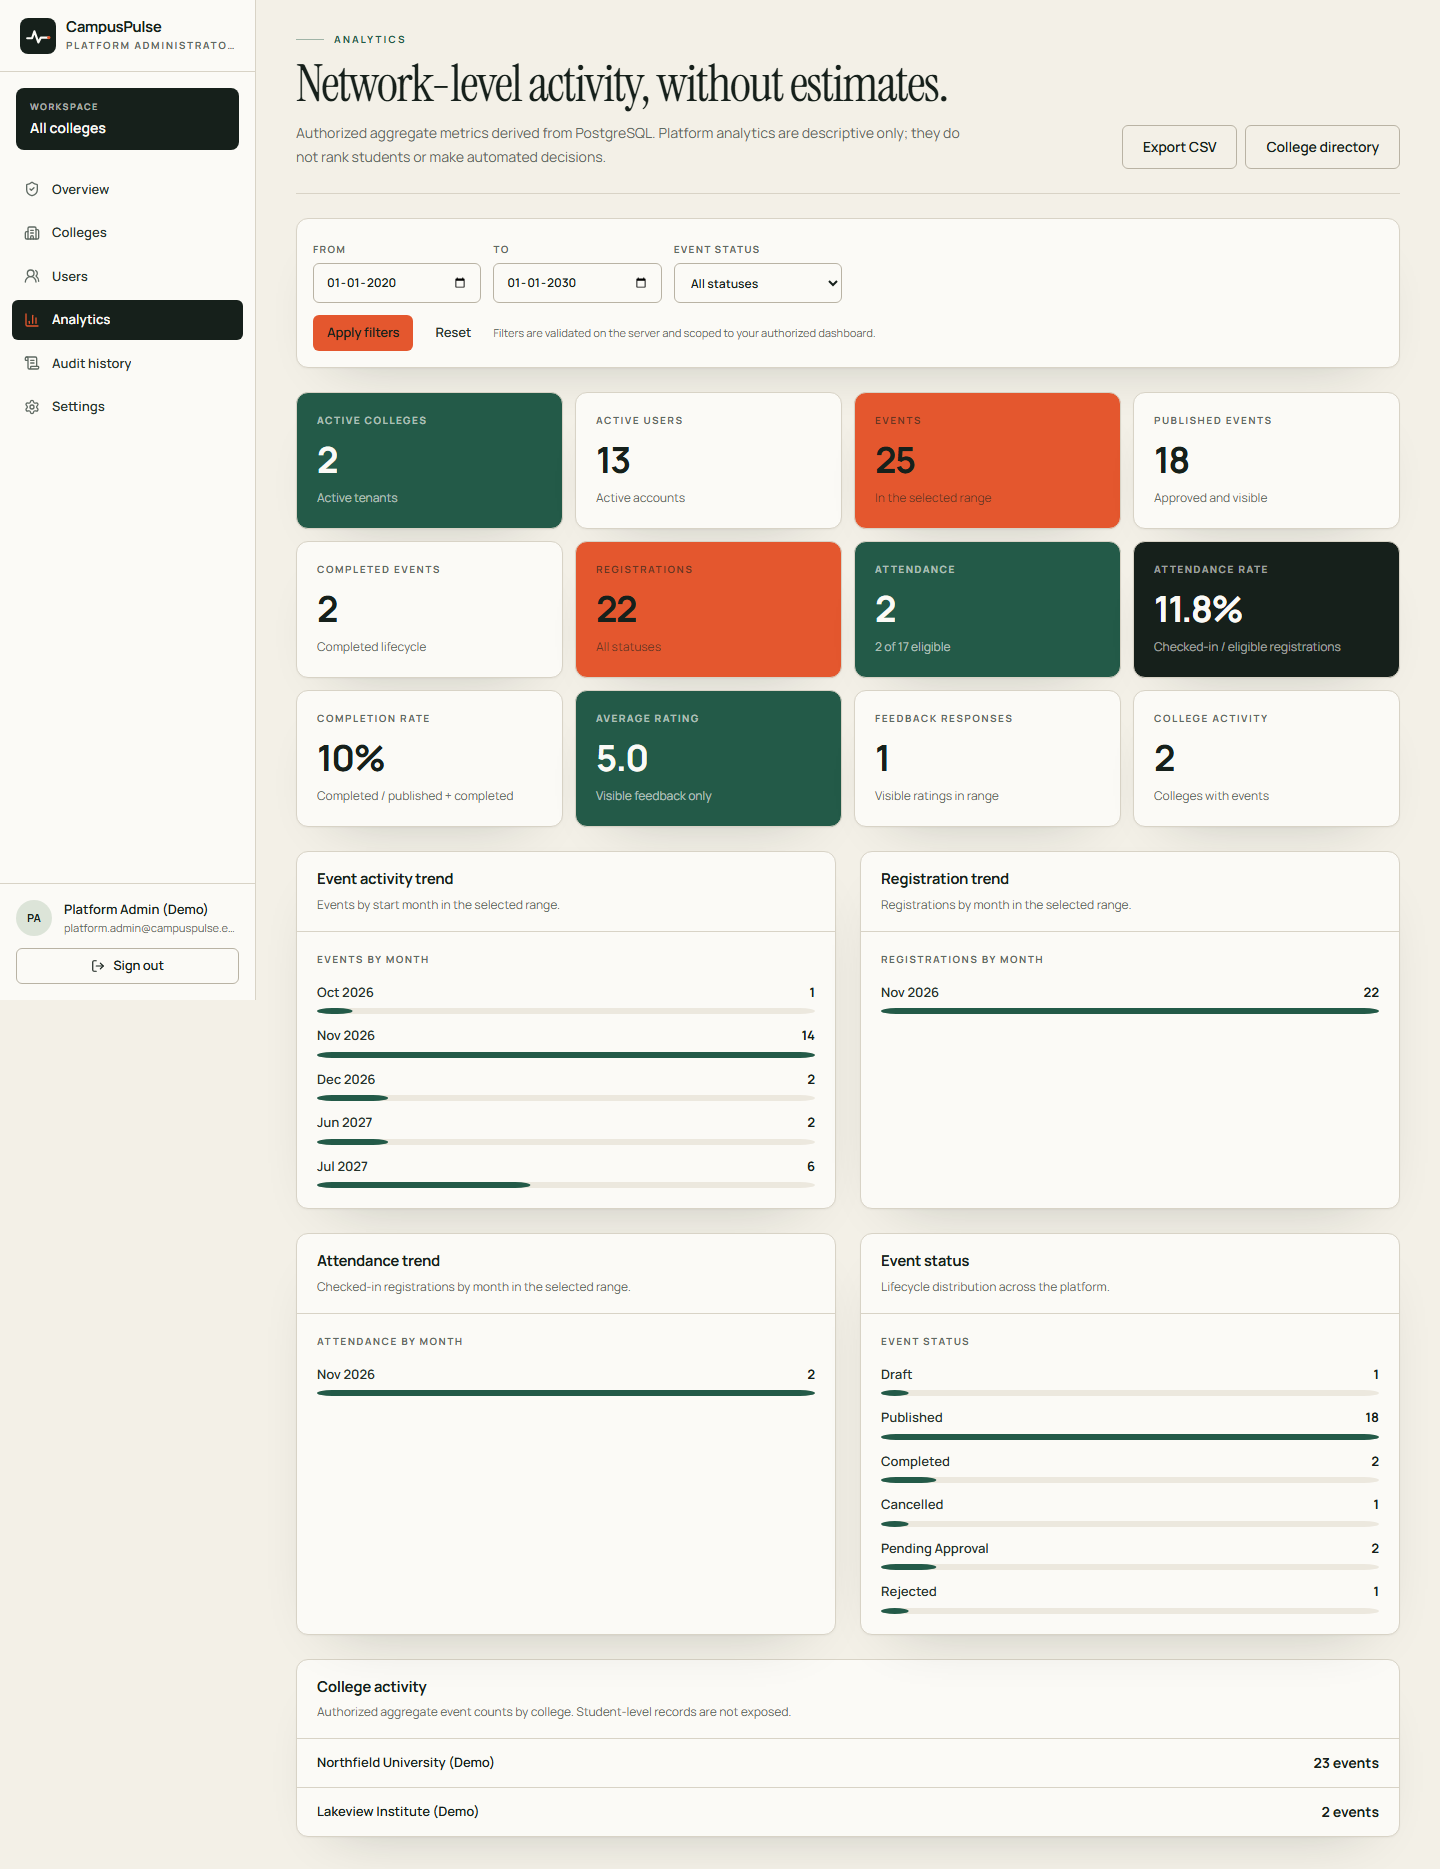 CampusPulse
PLATFORM ADMINISTRATO...
WORKSPACE
All colleges
Overview
Colleges
Users
Analytics
Audit history
Settings
PA
Platform Admin (Demo)
platform.admin@campuspulse.e...
Sign out
ANALYTICS
Network-level activity, without estimates.
Authorized aggregate metrics derived from PostgreSQL. Platform analytics are descriptive only; they do
not rank students or make automated decisions.
Export CSV
College directory
FROM
TO
EVENT STATUS
01-01-2020
01-01-2030
All statuses
Apply filters
Reset
Filters are validated on the server and scoped to your authorized dashboard.
ACTIVE COLLEGES
2
Active tenants
ACTIVE USERS
13
Active accounts
EVENTS
25
In the selected range
PUBLISHED EVENTS
18
Approved and visible
COMPLETED EVENTS
2
Completed lifecycle
REGISTRATIONS
22
All statuses
ATTENDANCE
2
2 of 17 eligible
ATTENDANCE RATE
11.8%
Checked-in / eligible registrations
COMPLETION RATE
10%
Completed / published + completed
AVERAGE RATING
5.0
Visible feedback only
FEEDBACK RESPONSES
1
Visible ratings in range
COLLEGE ACTIVITY
2
Colleges with events
Event activity trend
Events by start month in the selected range.
EVENTS BY MONTH
Oct 2026 1
Nov 2026 14
Dec 2026 2
Jun 2027 2
Jul 2027 6
Registration trend
Registrations by month in the selected range.
REGISTRATIONS BY MONTH
Nov 2026 22
Attendance trend
Checked-in registrations by month in the selected range.
ATTENDANCE BY MONTH
Nov 2026 2
Event status
Lifecycle distribution across the platform.
EVENT STATUS
Draft 1
Published 18
Completed 2
Cancelled 1
Pending Approval 2
Rejected 1
College activity
Authorized aggregate event counts by college. Student-level records are not exposed.
Northfield University (Demo) 23 events
Lakeview Institute (Demo) 2 events